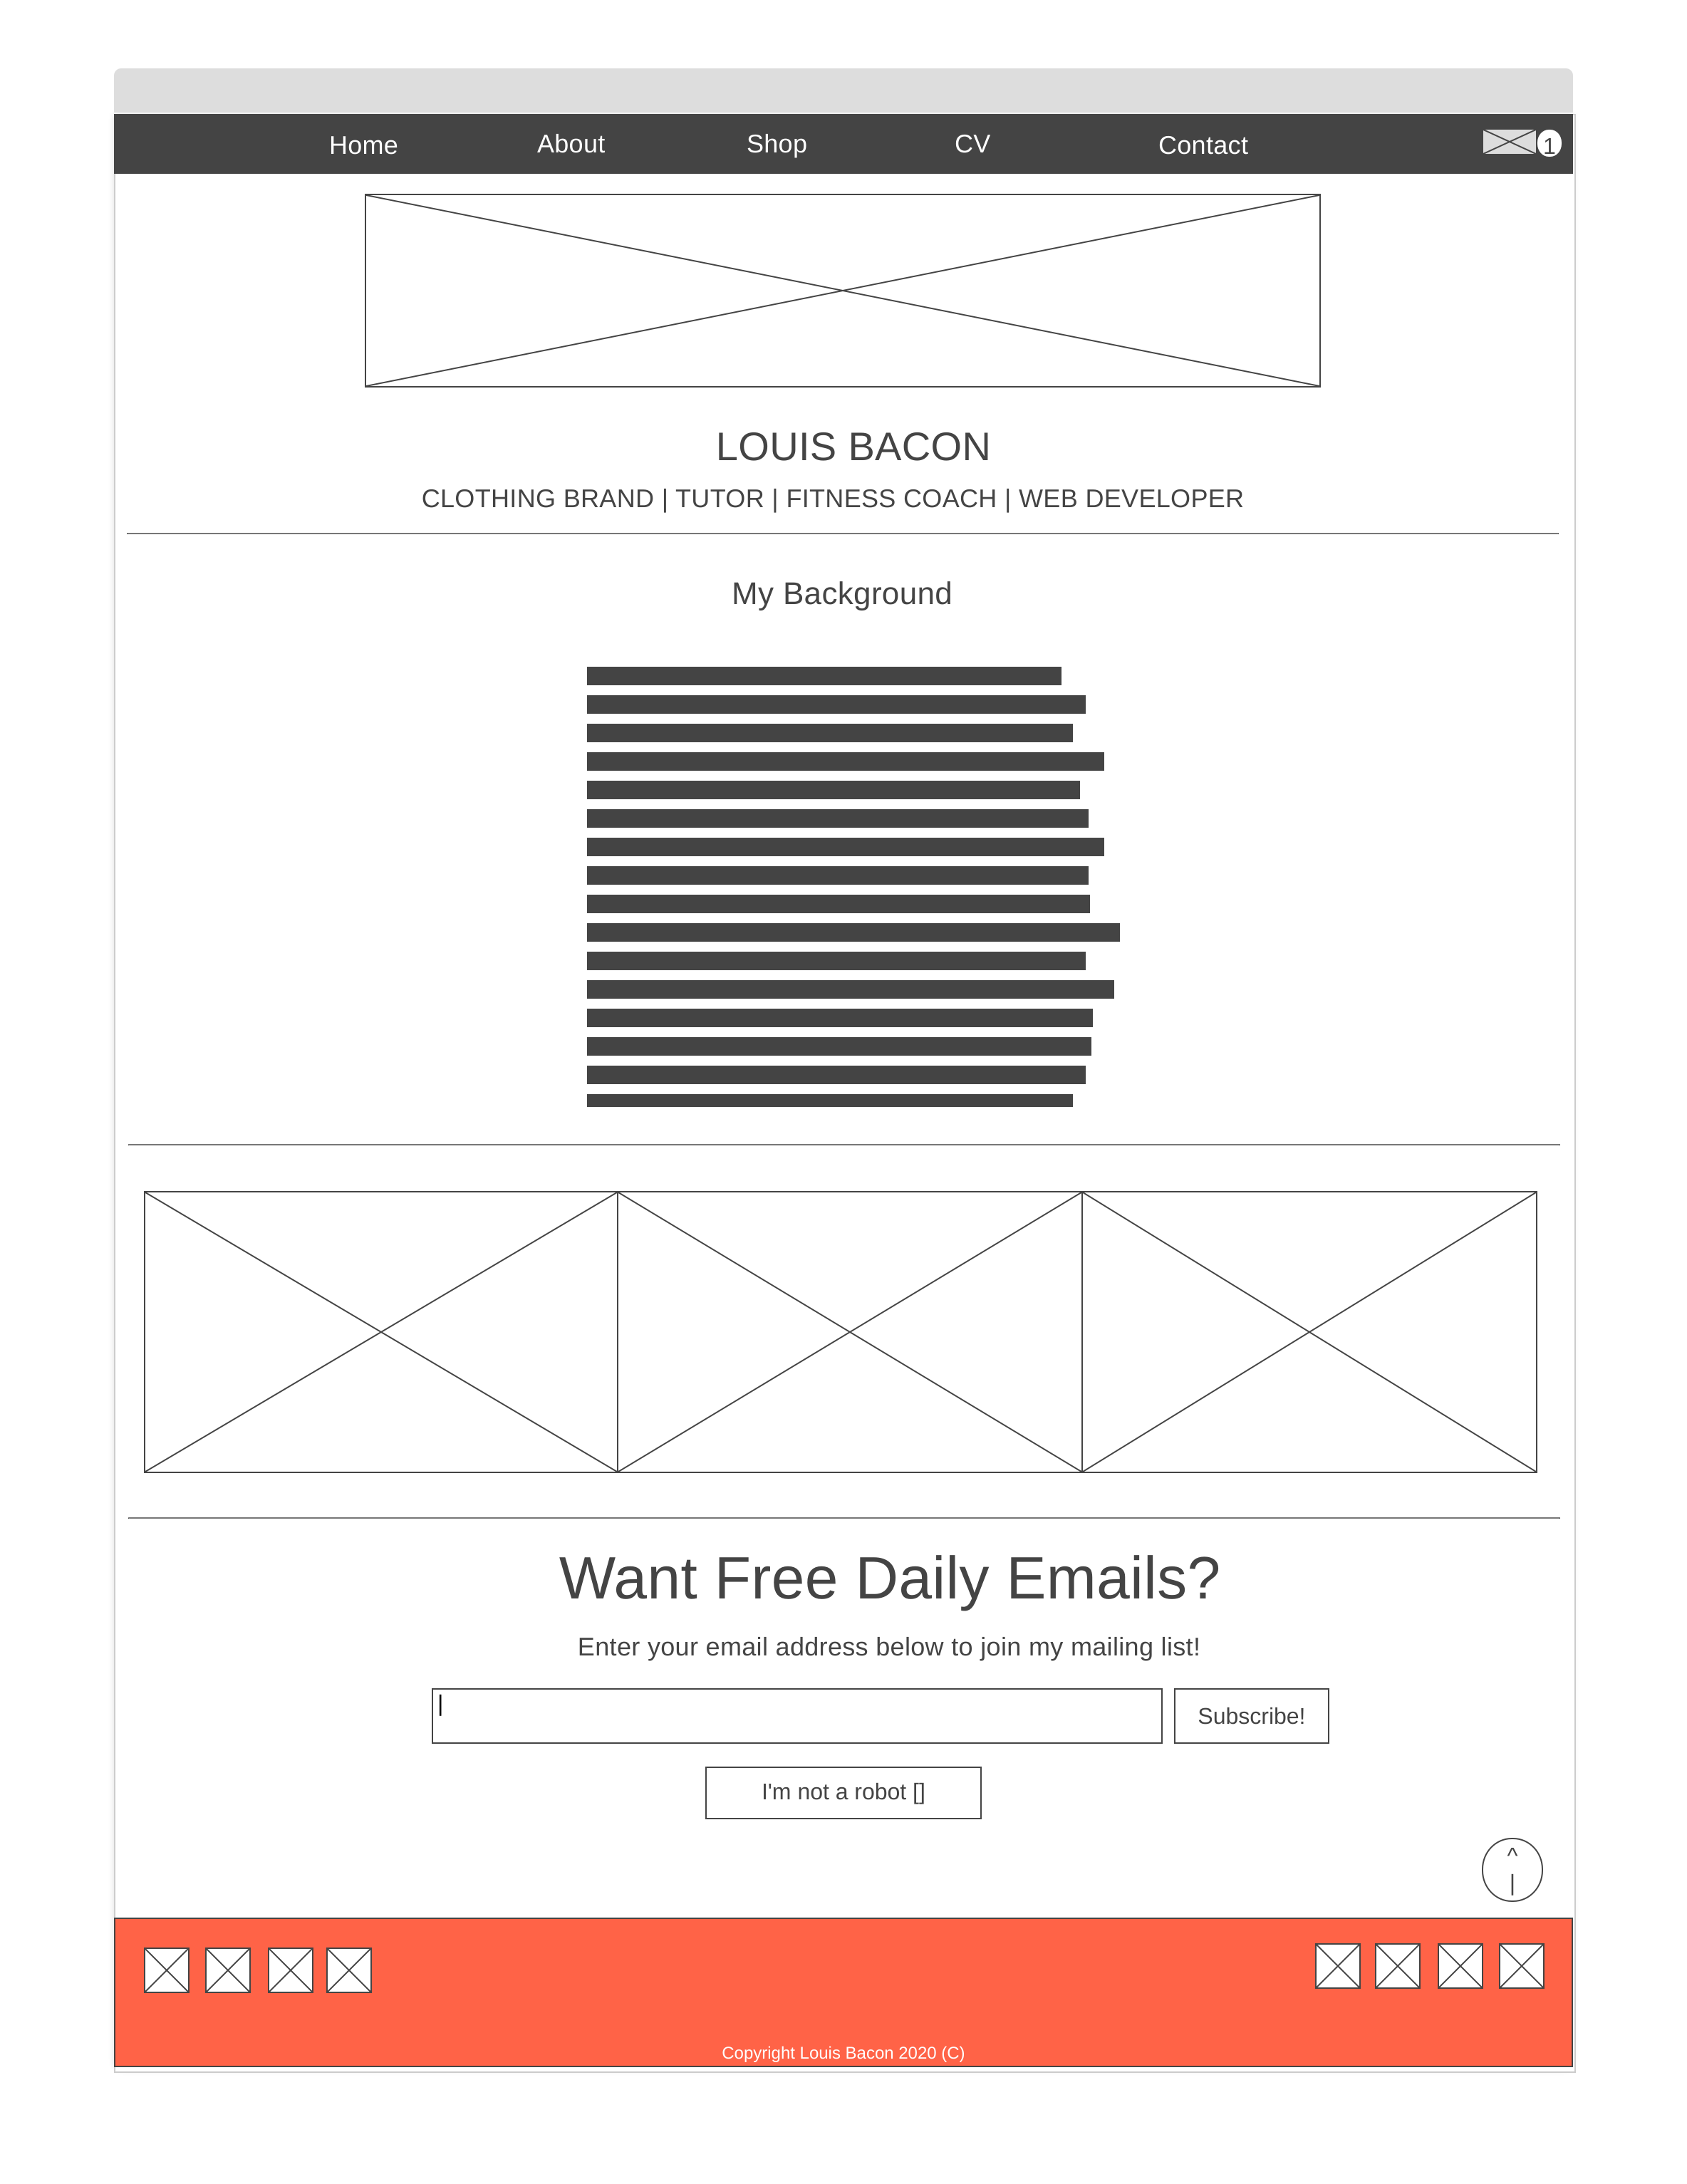 Home About Shop CV Contact 1
LOUIS BACON
CLOTHING BRAND | TUTOR | FITNESS COACH | WEB DEVELOPER
My Background
Want Free Daily Emails?
Enter your email address below to join my mailing list!
| Subscribe!
I'm not a robot []
^
|
Copyright Louis Bacon 2020 (C)